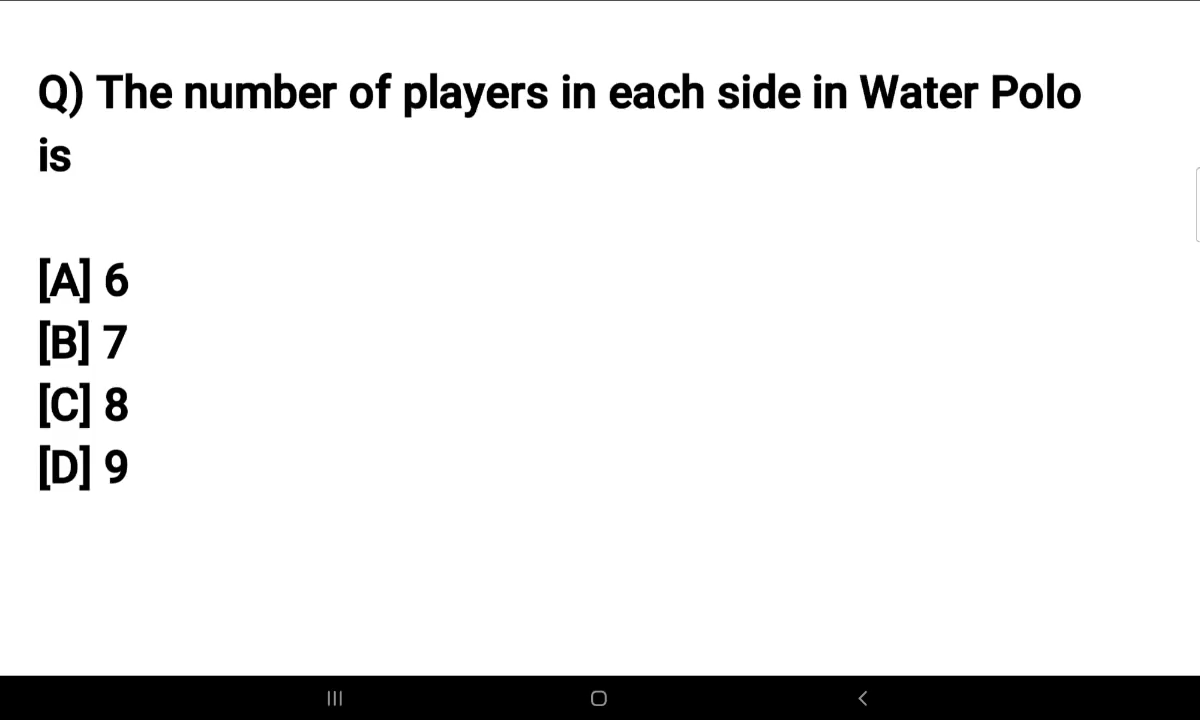 Q) The number of players in each side in Water Polo
is
[A] 6
[B] 7
[C] 8
[D] 9